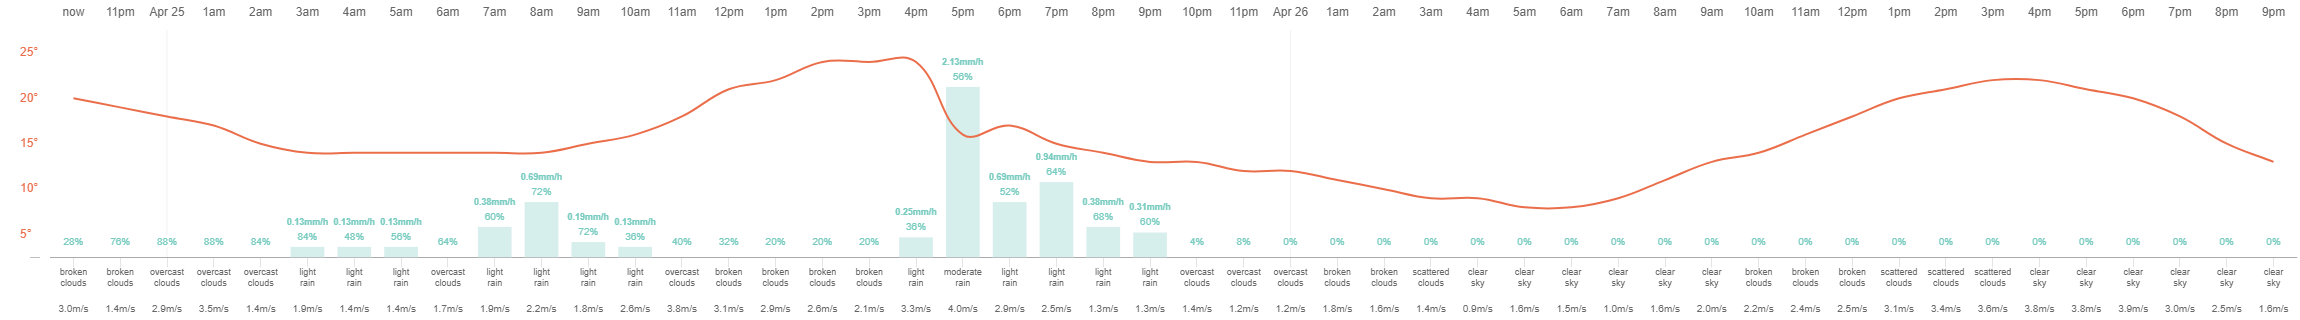 now 11pm Apr 25 1am 2am 3am 4am 5am 6am 7am 8am 9am 10am 11am 12pm 1pm 2pm 3pm 4pm 5pm 6pm 7pm 8pm 9pm 10pm 11pm Apr 26 1am 2am 3am 4am 5am 6am 7am 8am 9am 10am 11am 12pm 1pm 2pm 3pm 4pm 5pm 6pm 7pm 8pm 9pm
25°
2.13mm/h
56%
20°
0.94mm/h
15°
64%
0.69mm/h 0.69mm/h
10°
72% 52%
0.38mm/h 0.38mm/h
0.31mm/h
0.25mm/h
60% 68%
0.13mm/h 0.13mm/h 0.13mm/h 0.19mm/h 0.13mm/h 60%
36%
5°
84% 48% 56% 72% 36%
28% 76% 88% 88% 84% 64% 40% 32% 20% 20% 20% 4% 8% 0% 0% 0% 0% 0% 0% 0% 0% 0% 0% 0% 0% 0% 0% 0% 0% 0% 0% 0% 0% 0% 0%
broken broken overcast overcast overcast light light light overcast light light light light overcast broken broken broken broken light moderate light light light light overcast overcast overcast broken broken scattered clear clear clear clear clear clear broken broken broken scattered scattered scattered clear clear clear clear clear clear
clouds clouds clouds clouds clouds rain rain rain clouds rain rain rain rain clouds clouds clouds clouds clouds rain rain rain rain rain rain clouds clouds clouds clouds clouds clouds sky sky sky sky sky sky clouds clouds clouds clouds clouds clouds sky sky sky sky sky sky
3.0m/s 1.4m/s 2.9m/s 3.5m/s 1.4m/s 1.9m/s 1.4m/s 1.4m/s 1.7m/s 1.9m/s 2.2m/s 1.8m/s 2.6m/s 3.8m/s 3.1m/s 2.9m/s 2.6m/s 2.1m/s 3.3m/s 4.0m/s 2.9m/s 2.5m/s 1.3m/s 1.3m/s 1.4m/s 1.2m/s 1.2m/s 1.8m/s 1.6m/s 1.4m/s 0.9m/s 1.6m/s 1.5m/s 1.0m/s 1.6m/s 2.0m/s 2.2m/s 2.4m/s 2.5m/s 3.1m/s 3.4m/s 3.6m/s 3.8m/s 3.8m/s 3.9m/s 3.0m/s 2.5m/s 1.6m/s